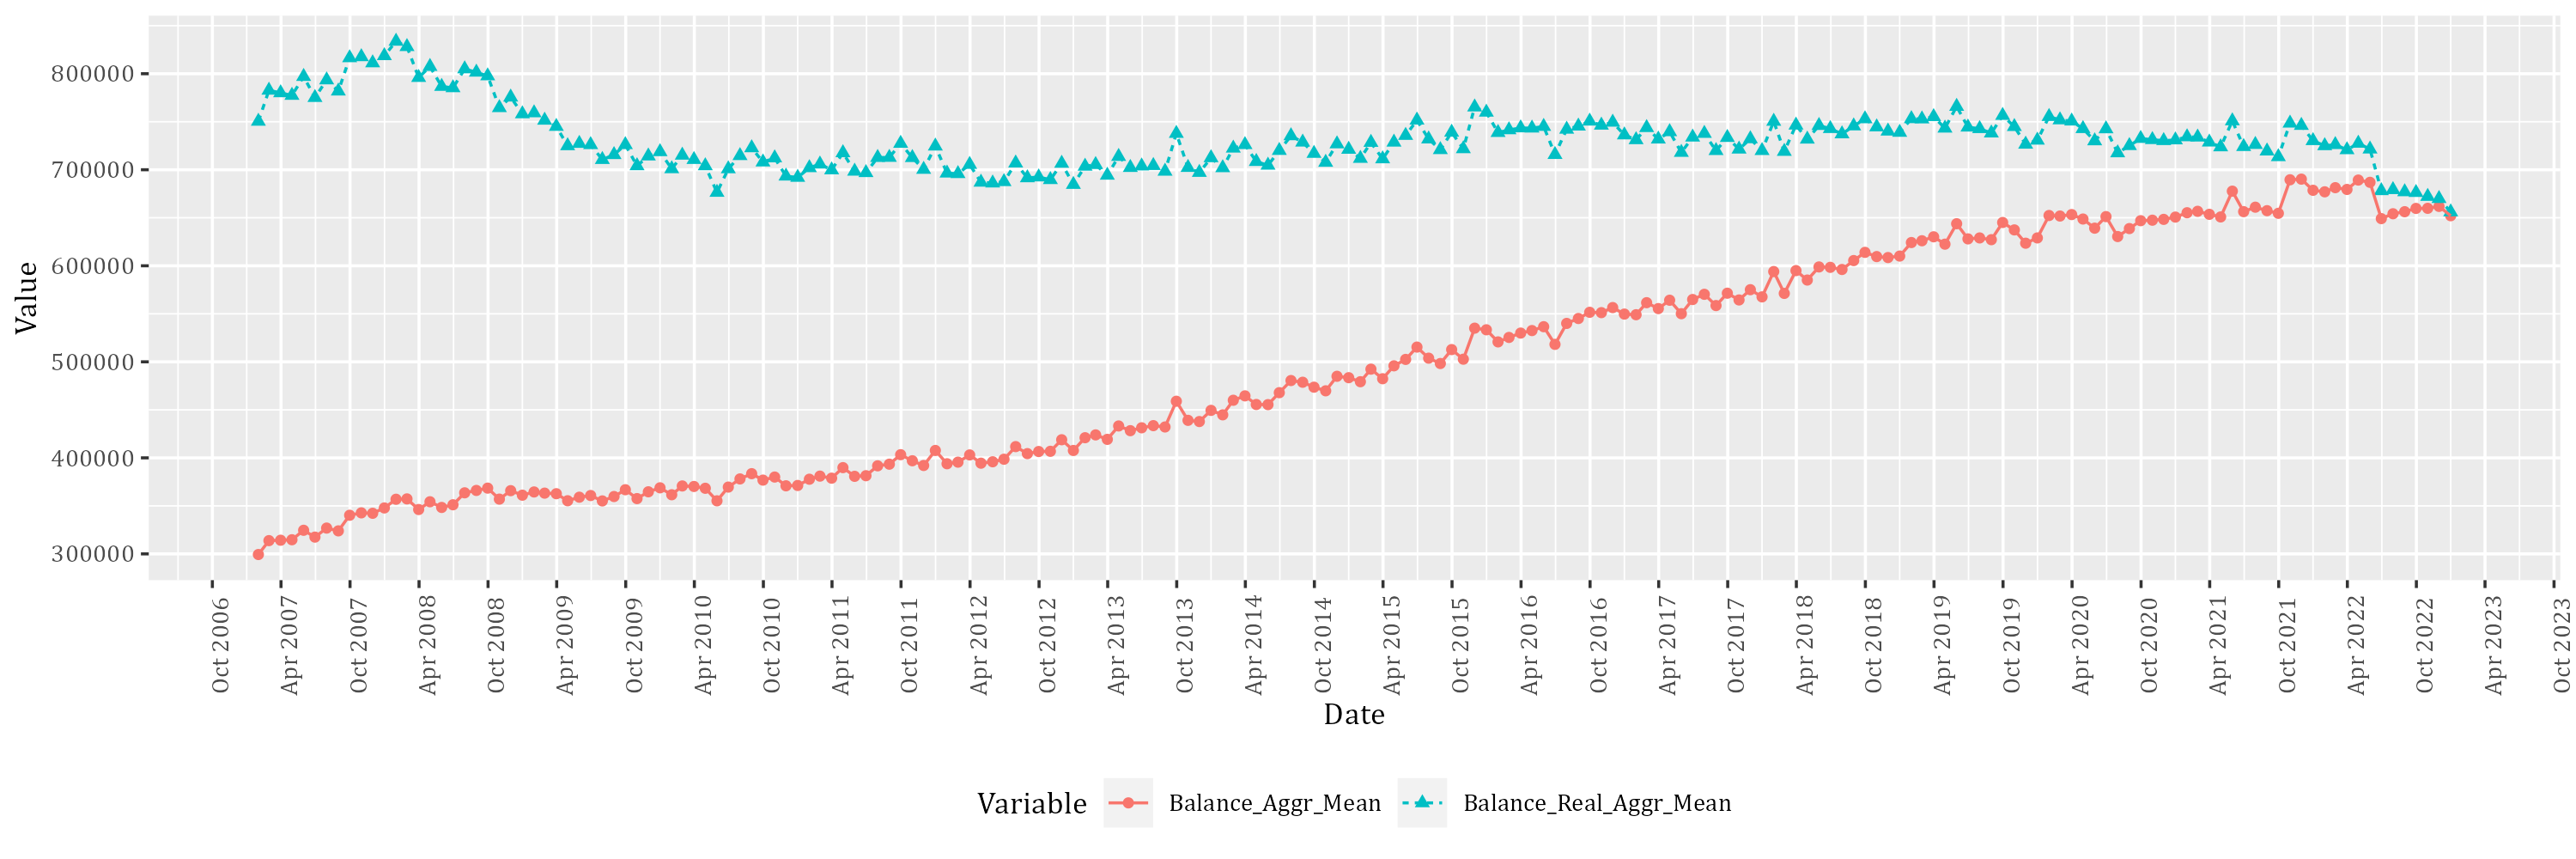 Value
800000
700000
600000
500000
400000
300000
Oct 2006
Apr 2007
Oct 2007
Apr 2008
Oct 2008
Apr 2009
Oct 2009
Apr 2010
Oct 2010
Apr 2011
Oct 2011
Apr 2012
Oct 2012
Apr 2013
Oct 2013
Apr 2014
Oct 2014
Apr 2015
Oct 2015
Apr 2016
Oct 2016
Apr 2017
Oct 2017
Apr 2018
Oct 2018
Apr 2019
Oct 2019
Apr 2020
Oct 2020
Apr 2021
Oct 2021
Apr 2022
Oct 2022
Apr 2023
Oct 2023
Date
Variable Balance_Aggr_Mean Balance_Real_Aggr_Mean